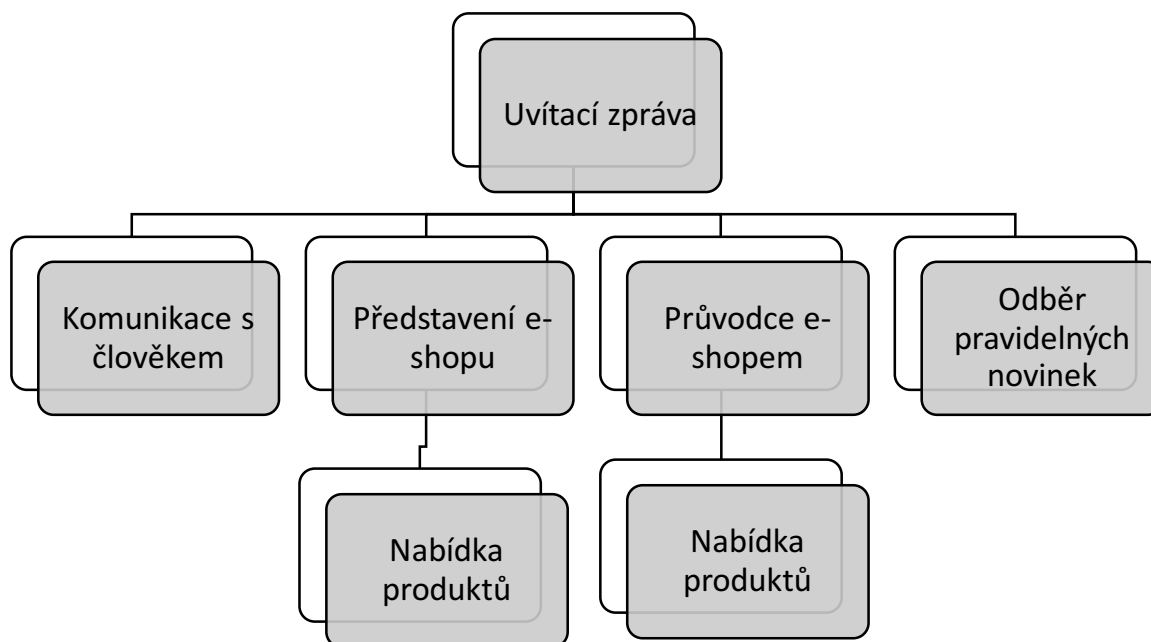 Uvítací zpráva
Komunikace s
člověkem
Představení e-
shopu
Průvodce e-
shopem
Odběr
pravidelných
novinek
Nabídka
produktů
Nabídka
produktů